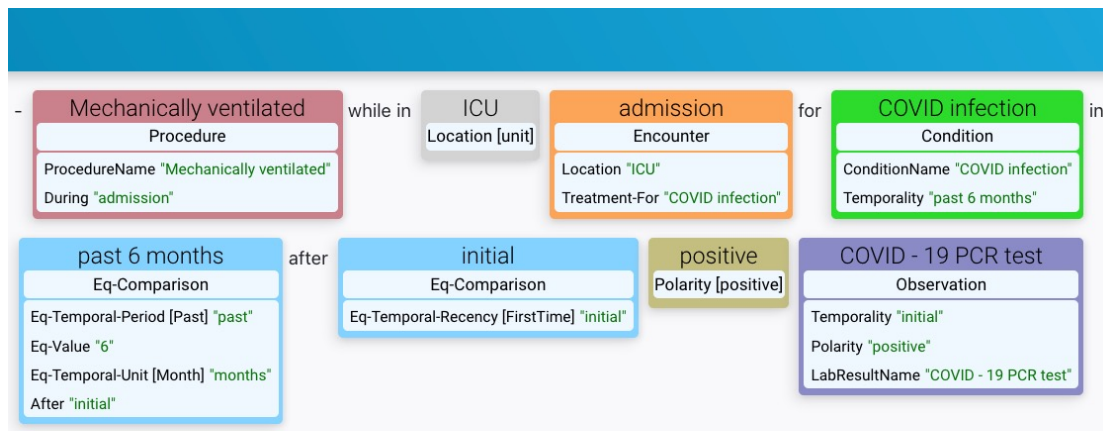 - Mechanically ventilated while in ICU admission for COVID infection in
Procedure Location [unit] Encounter Condition
ProcedureName "Mechanically ventilated" Location "ICU" ConditionName "COVID infection"
During "admission" Treatment-For "COVID infection" Temporality "past 6 months"
past 6 months after initial positive COVID - 19 PCR test
Eq-Comparison Eq-Comparison Polarity [positive] Observation
Eq-Temporal-Period [Past] "past" Eq-Temporal-Recency [FirstTime] "initial" Temporality "initial"
Eq-Value "6" Polarity "positive"
Eq-Temporal-Unit [Month] "months" LabResultName "COVID - 19 PCR test"
After "initial"